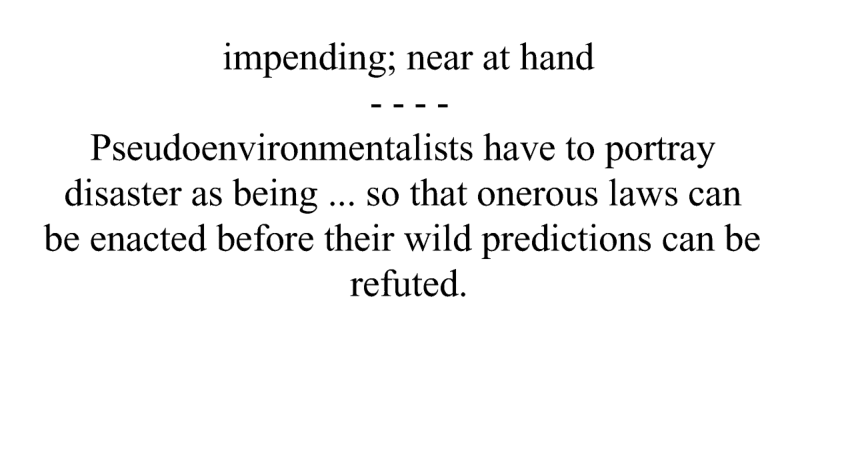 impending; near at hand
- - - -
Pseudoenvironmentalists have to portray
disaster as being ... so that onerous laws can
be enacted before their wild predictions can be
refuted.